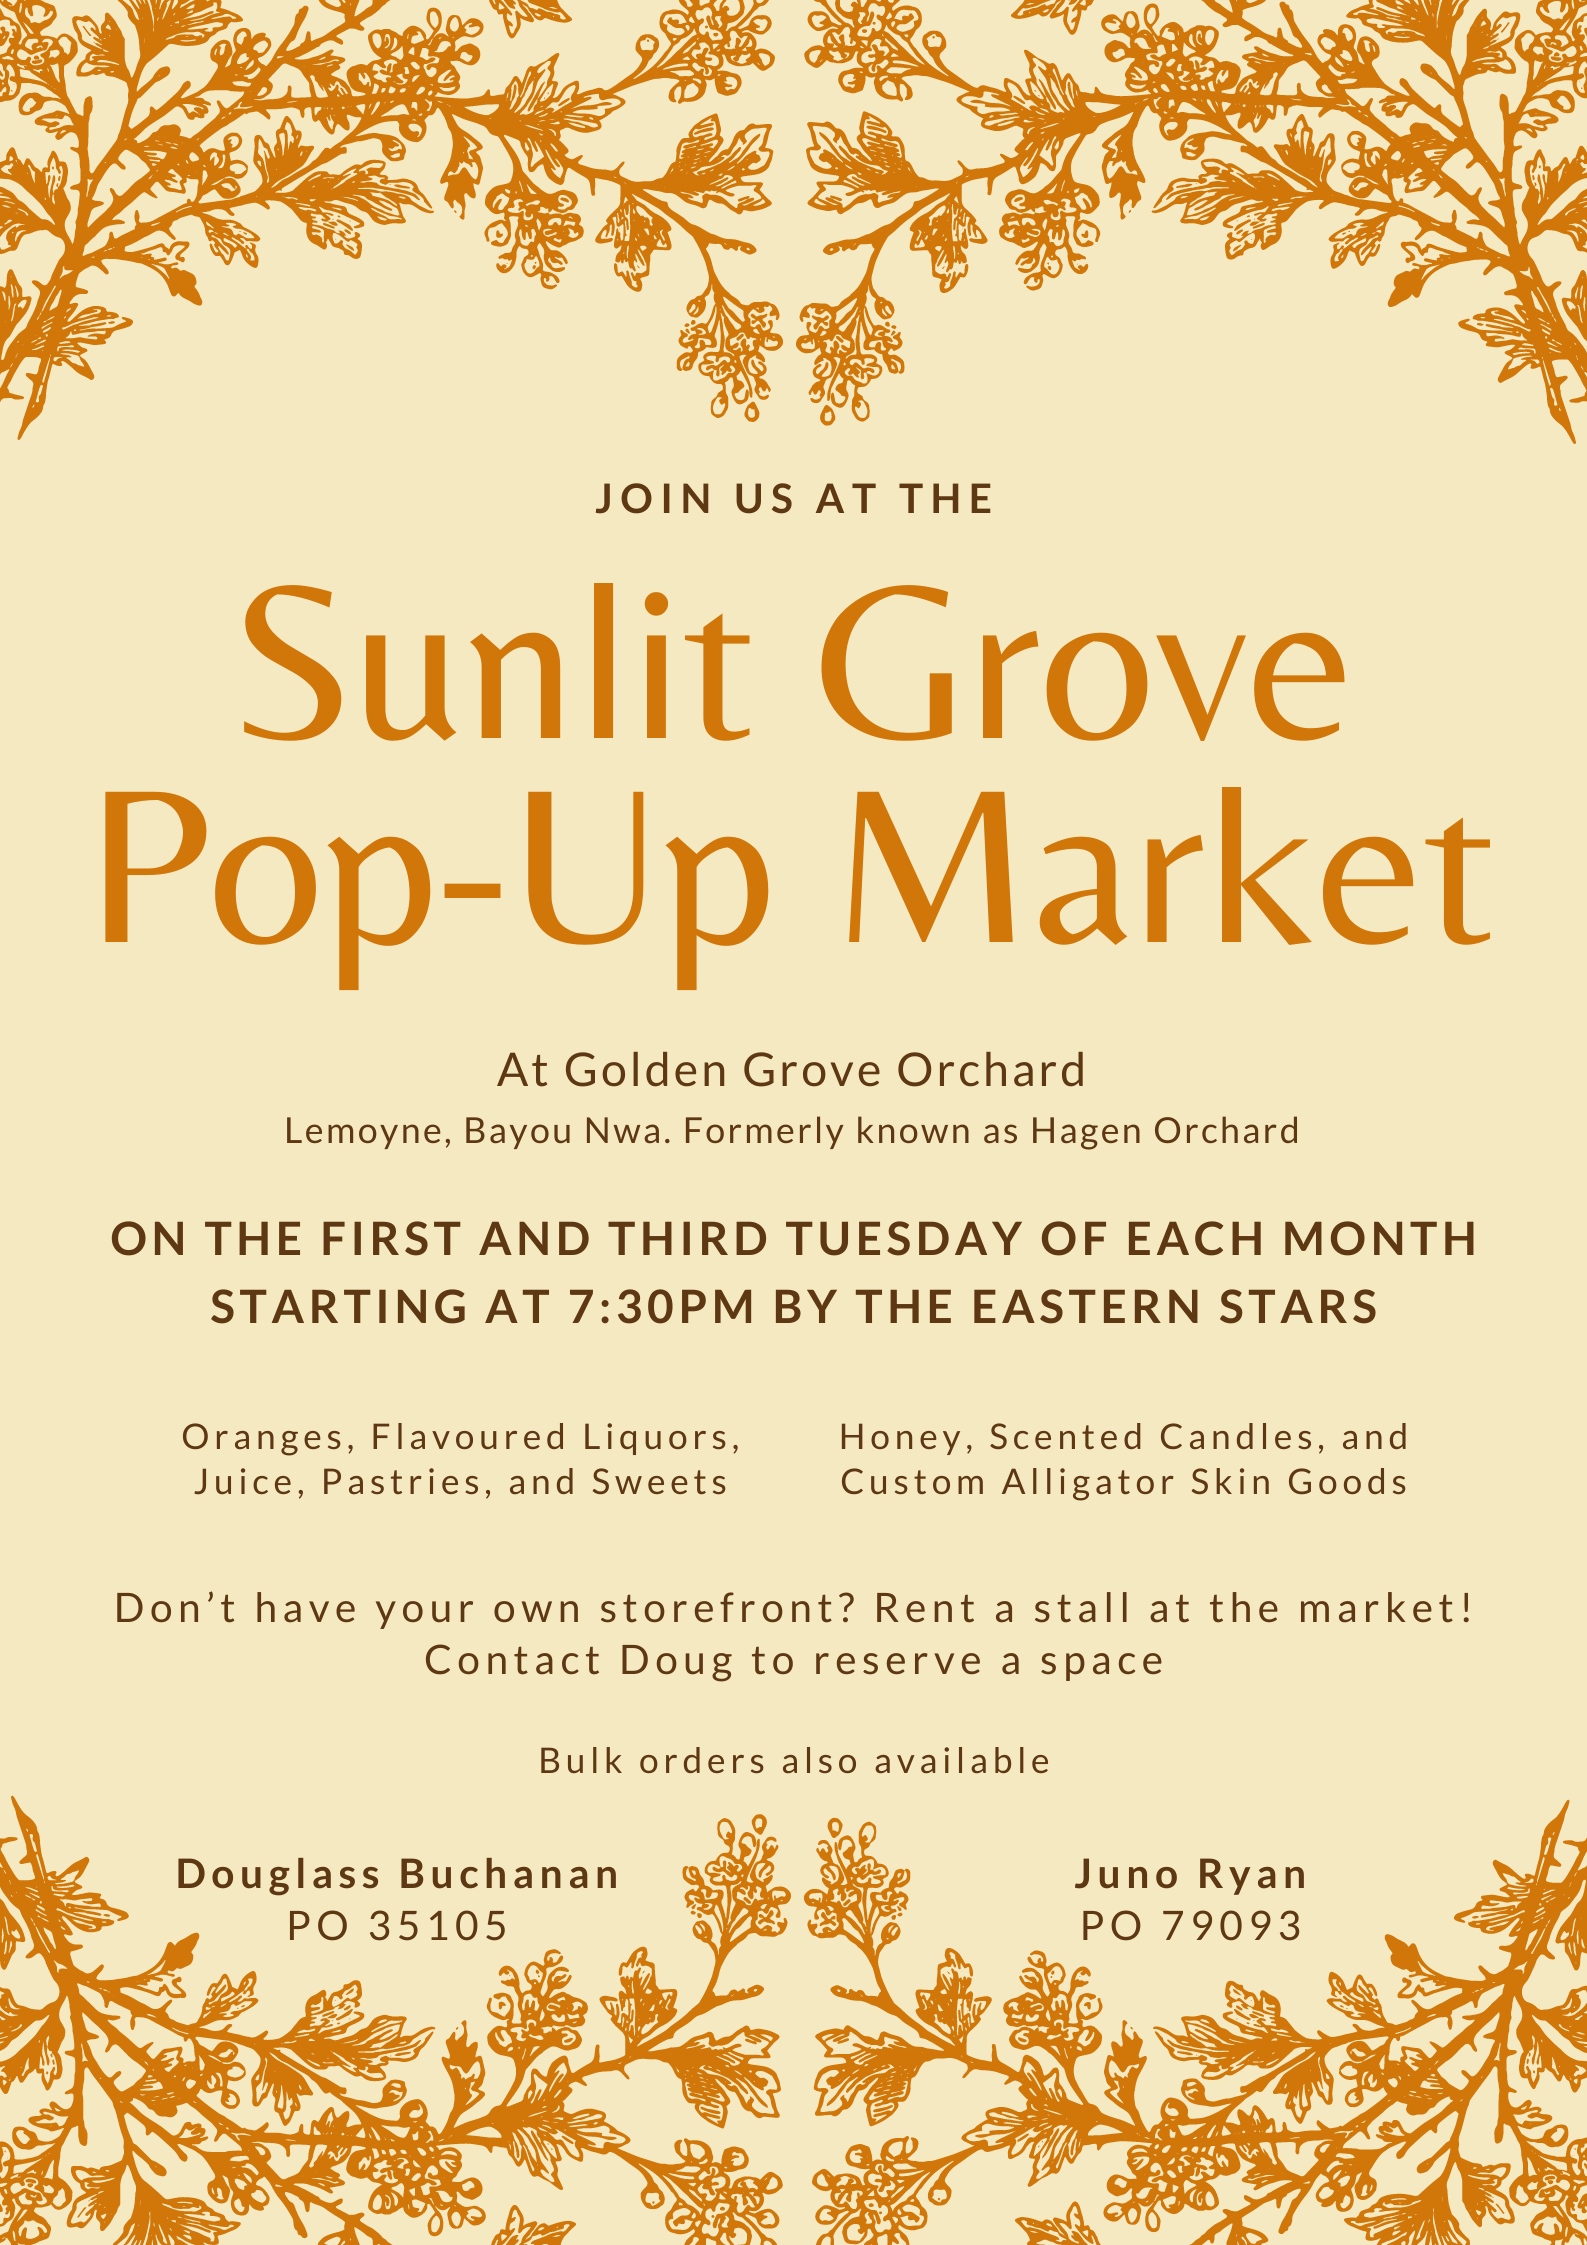 JOIN US AT THE
Sunlit Grove
Pop-Up Market
At Golden Grove Orchard
Lemoyne, Bayou Nwa. Formerly known as Hagen Orchard
ON THE FIRST AND THIRD TUESDAY OF EACH MONTH
STARTING AT 7:30PM BY THE EASTERN STARS
Oranges, Flavoured Liquors,
Juice, Pastries, and Sweets
Honey, Scented Candles, and
Custom Alligator Skin Goods
Don’t have your own storefront? Rent a stall at the market!
Contact Doug to reserve a space
Bulk orders also available
Douglass Buchanan
PO 35105
Juno Ryan
PO 79093